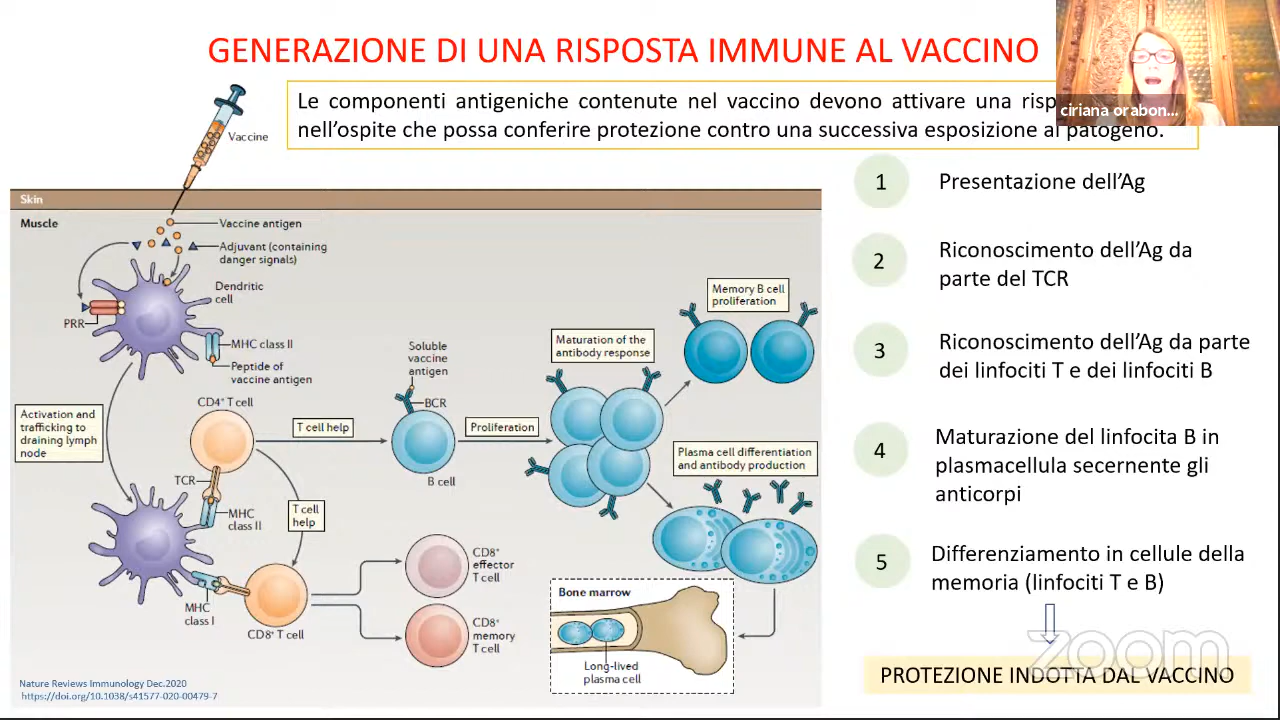 GENERAZIONE DI UNA RISPOSTA IMMUNE AL VACCINO
ciriana orabon...
Le componenti antigeniche contenute nel vaccino devono attivare una risp
nell'ospite che possa conferire protezione contro una successiva esposizione al patogeno.
Vaccine
Skin
Muscle
Vaccine antigen
Adjuvant (containing
danger signals)
Dendritic
cell
PRR
MHC class II
Peptide of
vaccine antigen
Activation and
trafficking to
draining lymph
node
CD4⁺ T cell
T cell help
Soluble
vaccine
antigen
BCR
B cell
Proliferation
Maturation of the
antibody response
Memory B cell
proliferation
Plasma cell differentiation
and antibody production
TCR
MHC
class II
T cell
help
MHC
class I
CD8⁺ T cell
CD8⁺
effector
T cell
CD8⁺
memory
T cell
Bone marrow
Long-lived
plasma cell
Nature Reviews Immunology Dec.2020
https://doi.org/10.1038/s41577-020-00479-7
1
Presentazione dell'Ag
2
Riconoscimento dell'Ag da
parte del TCR
3
Riconoscimento dell'Ag da parte
dei linfociti T e dei linfociti B
4
Maturazione del linfocita B in
plasmacellula secernente gli
anticorpi
5
Differenziamento in cellule della
memoria (linfociti T e B)
PROTEZIONE INDOTTA DAL VACCINO
zoom